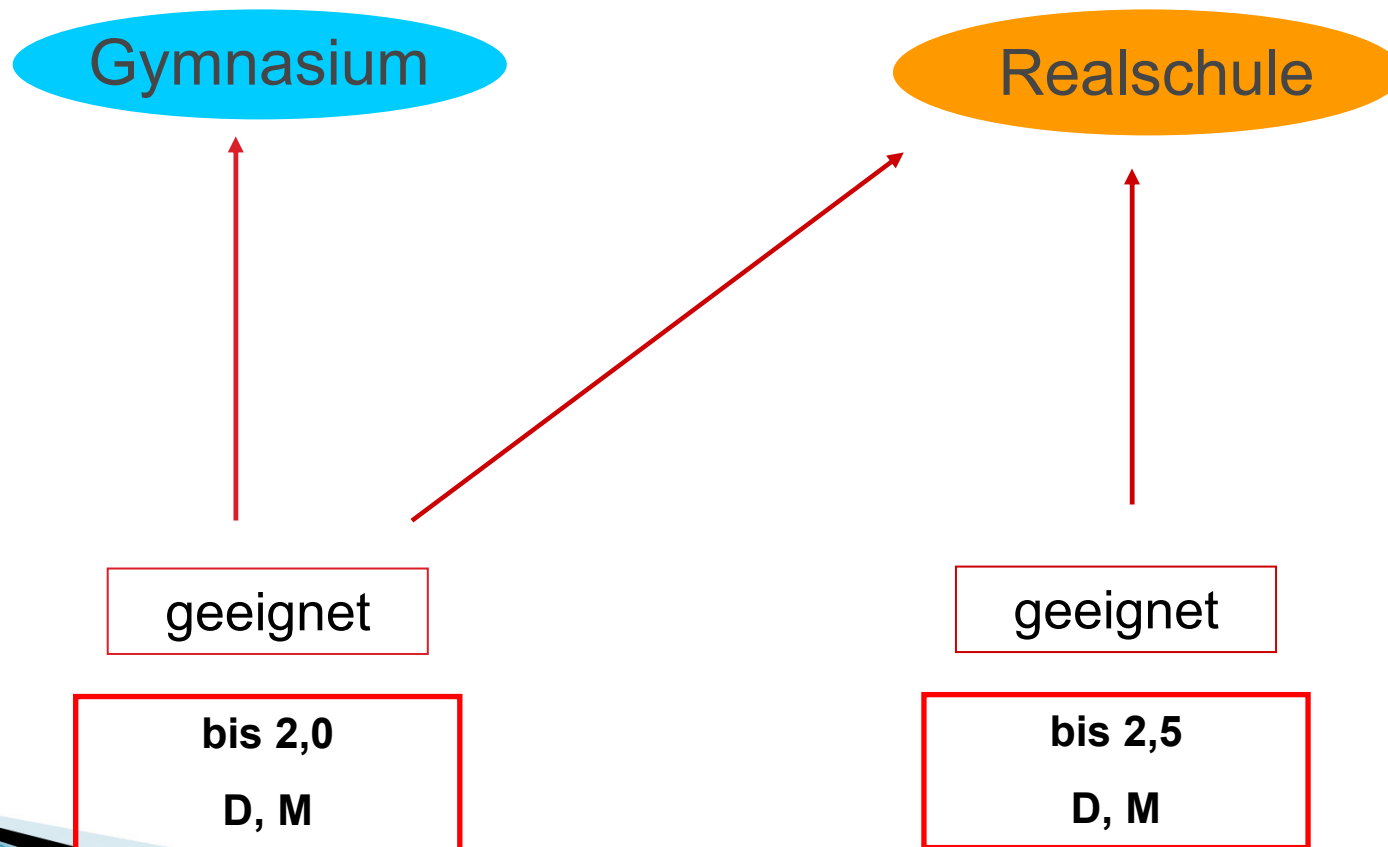 Gymnasium
Realschule
geeignet
geeignet
bis 2,0
D, M
bis 2,5
D, M